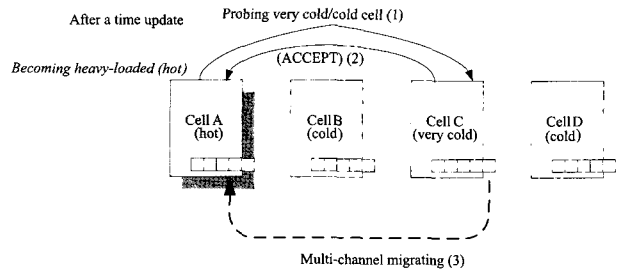 After a time update
Probing very cold/cold cell (1)
Becoming heavy-loaded (hot)
(ACCEPT) (2)
Cell A
(hot)
Cell B
(cold)
Cell C
(very cold)
Cell D
(cold)
Multi-channel migrating (3)